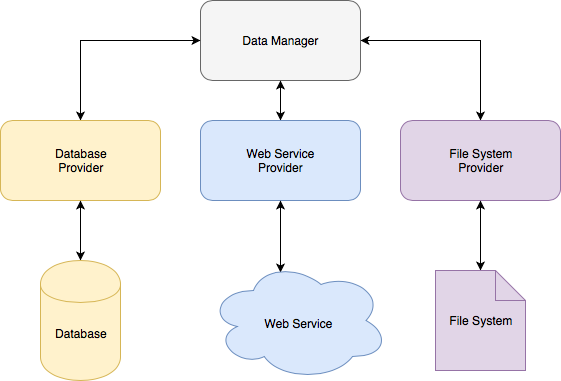 Data Manager
Database
Provider
Web Service
Provider
File System
Provider
Database
Web Service
File System